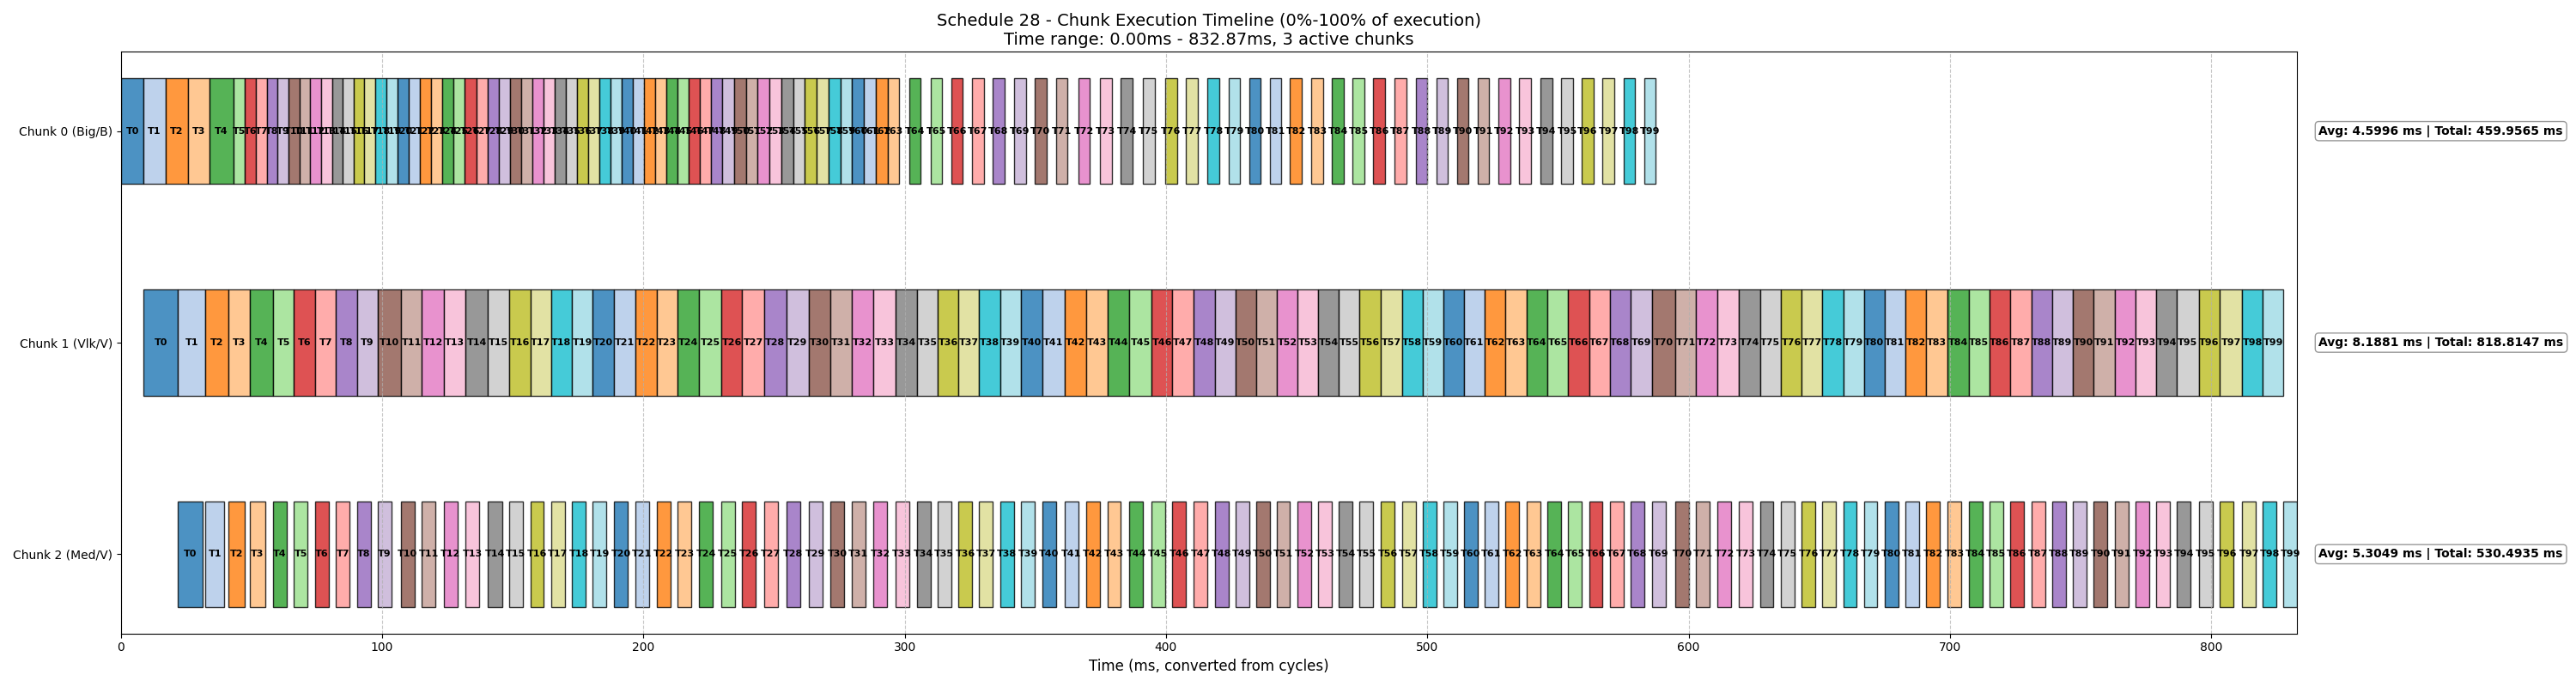 Schedule 28 - Chunk Execution Timeline (0%-100% of execution)
Time range: 0.00ms - 832.87ms, 3 active chunks
Chunk 0 (Big/B) T0 T1 T2 T3 T4 T5 T6 T7 T64 T65 T66 T67 T68 T69 T70 T71 T72 T73 T74 T75 T76 T77 T78 T79 T80 T81 T82 T83 T84 T85 T86 T87 T88 T89 T90 T91 T92 T93 T94 T95 T96 T97 T98 T99 Avg: 4.5996 ms | Total: 459.9565 ms
Chunk 1 (Vlk/V) T0 T1 T2 T3 T4 T5 T6 T7 T8 T9 T10 T11 T12 T13 T14 T15 T16 T17 T18 T19 T20 T21 T22 T23 T24 T25 T26 T27 T28 T29 T30 T31 T32 T33 T34 T35 T36 T37 T38 T39 T40 T41 T42 T43 T44 T45 T46 T47 T48 T49 T50 T51 T52 T53 T54 T55 T56 T57 T58 T59 T60 T61 T62 T63 T64 T65 T66 T67 T68 T69 T70 T71 T72 T73 T74 T75 T76 T77 T78 T79 T80 T81 T82 T83 T84 T85 T86 T87 T88 T89 T90 T91 T92 T93 T94 T95 T96 T97 T98 T99 Avg: 8.1881 ms | Total: 818.8147 ms
Chunk 2 (Med/V) T0 T1 T2 T3 T4 T5 T6 T7 T8 T9 T10 T11 T12 T13 T14 T15 T16 T17 T18 T19 T20 T21 T22 T23 T24 T25 T26 T27 T28 T29 T30 T31 T32 T33 T34 T35 T36 T37 T38 T39 T40 T41 T42 T43 T44 T45 T46 T47 T48 T49 T50 T51 T52 T53 T54 T55 T56 T57 T58 T59 T60 T61 T62 T63 T64 T65 T66 T67 T68 T69 T70 T71 T72 T73 T74 T75 T76 T77 T78 T79 T80 T81 T82 T83 T84 T85 T86 T87 T88 T89 T90 T91 T92 T93 T94 T95 T96 T97 T98 T99 Avg: 5.3049 ms | Total: 530.4935 ms
0 100 200 300 400 500 600 700 800
Time (ms, converted from cycles)